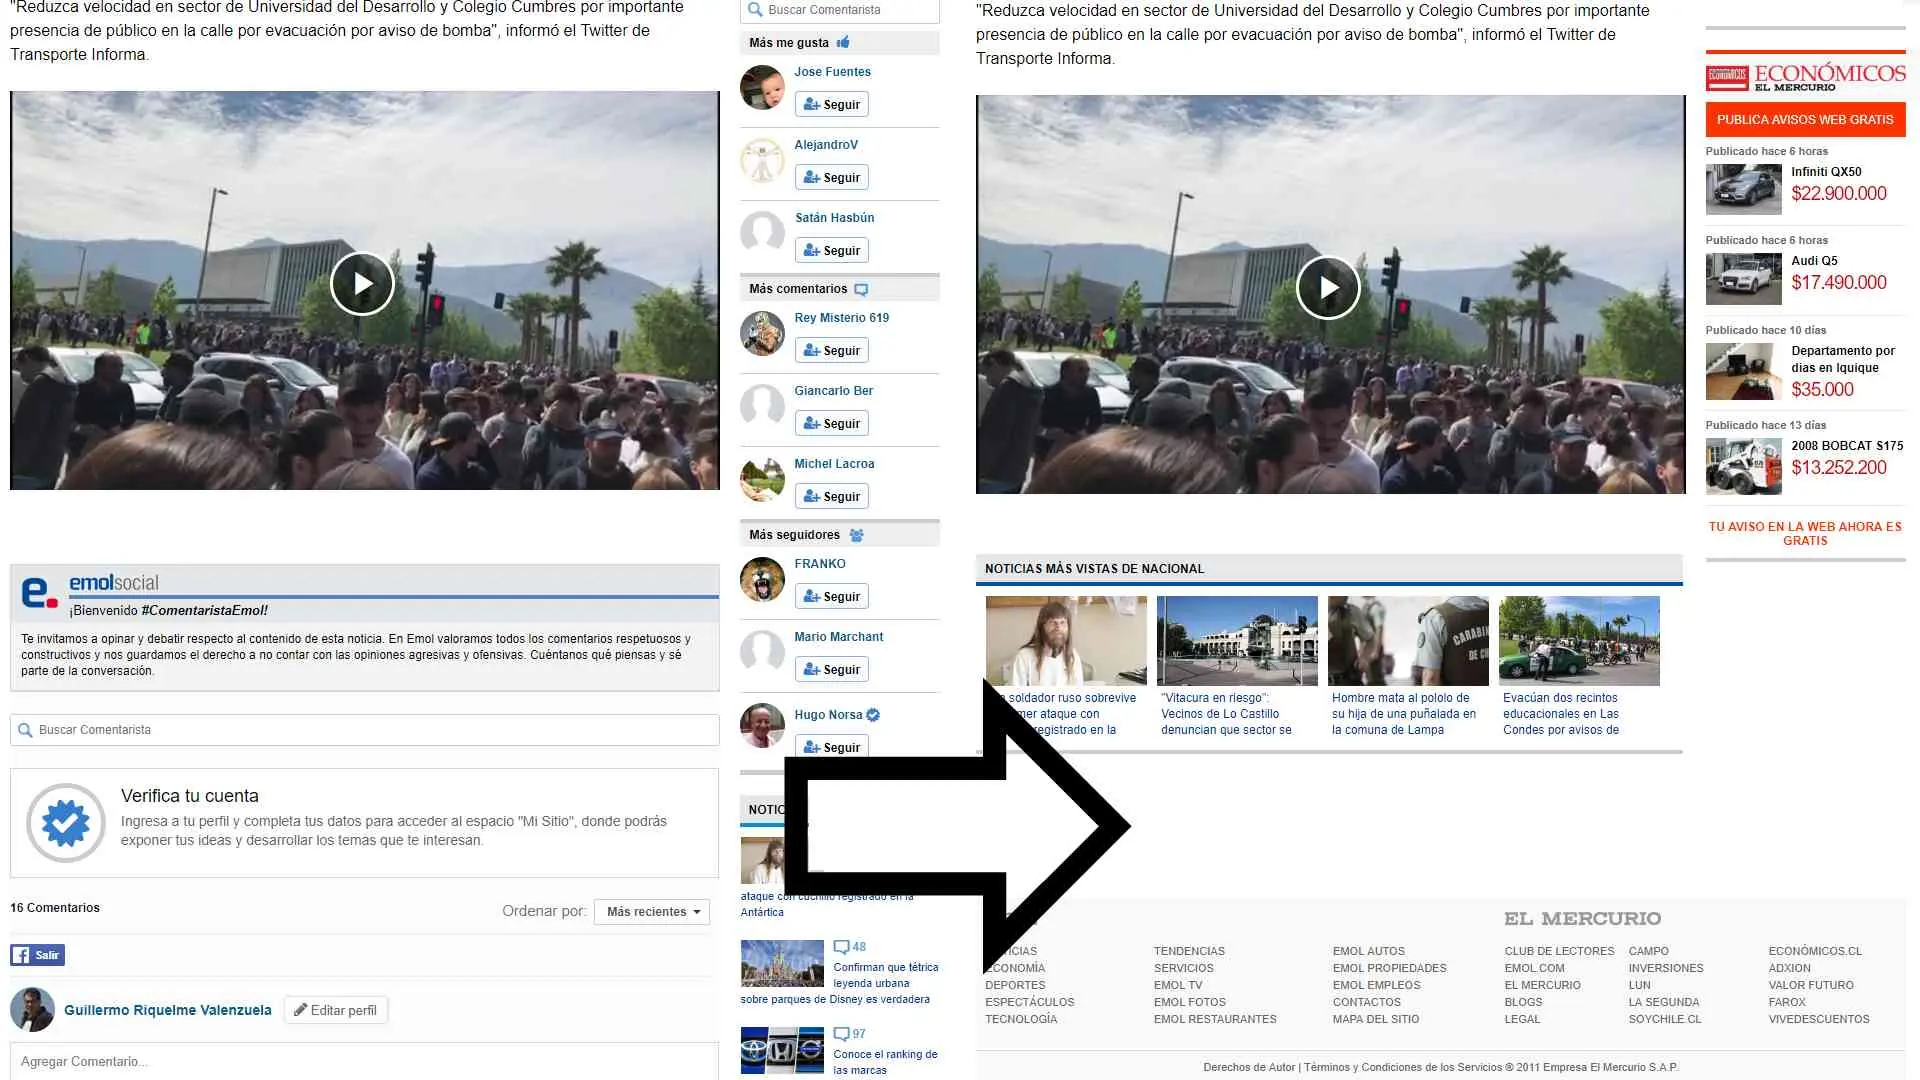 "Reduzca velocidad en sector de Universidad del Desarrollo y Colegio Cumbres por importante
presencia de público en la calle por evacuación por aviso de bomba", informó el Twitter de
Transporte Informa.
emolsocial
¡Bienvenido #ComentaristaEmol!
Te invitamos a opinar y debatir respecto al contenido de esta noticia. En Emol valoramos todos los comentarios respetuosos y
constructivos y nos guardamos el derecho a no contar con las opiniones agresivas y ofensivas. Cuéntanos qué piensas y sé
parte de la conversación.
Buscar Comentarista
Verifica tu cuenta
Ingresa a tu perfil y completa tus datos para acceder al espacio "Mi Sitio", donde podrás
exponer tus ideas y desarrollar los temas que te interesan.
16 Comentarios
Ordenar por: Más recientes
Salir
Guillermo Riquelme Valenzuela Editar perfil
Agregar Comentario...
Buscar Comentarista
Más me gusta
Jose Fuentes
Seguir
AlejandroV
Seguir
Satán Hasbún
Seguir
Más comentarios
Rey Misterio 619
Seguir
Giancarlo Ber
Seguir
Michel Lacroa
Seguir
Más seguidores
FRANKO
Seguir
Mario Marchant
Seguir
Hugo Norsa
Seguir
NOTIC
ataque con cuchillo registrado en la
Antártica
48
Confirman que tétrica
leyenda urbana
sobre parques de Disney es verdadera
97
Conoce el ranking de
las marcas
"Reduzca velocidad en sector de Universidad del Desarrollo y Colegio Cumbres por importante
presencia de público en la calle por evacuación por aviso de bomba", informó el Twitter de
Transporte Informa.
NOTICIAS MÁS VISTAS DE NACIONAL
soldador ruso sobrevive
ataque con
registrado en la
"Vitacura en riesgo":
Vecinos de Lo Castillo
denuncian que sector se
CARABIN
DE C
Hombre mata al pololo de
su hija de una puñalada en
la comuna de Lampa
Evacúan dos recintos
educacionales en Las
Condes por avisos de
ECONÓMICOS
ECONÓMICOS
EL MERCURIO
PUBLICA AVISOS WEB GRATIS
Publicado hace 6 horas
Infiniti QX50
$22.900.000
Publicado hace 6 horas
Audi Q5
$17.490.000
Publicado hace 10 días
Departamento por
dias en Iquique
$35.000
Publicado hace 13 días
2008 BOBCAT S175
$13.252.200
TU AVISO EN LA WEB AHORA ES
GRATIS
ICIAS
ECONOMÍA
DEPORTES
ESPECTÁCULOS
TECNOLOGÍA
TENDENCIAS
SERVICIOS
EMOL TV
EMOL FOTOS
EMOL RESTAURANTES
EMOL AUTOS
EMOL PROPIEDADES
EMOL EMPLEOS
CONTACTOS
MAPA DEL SITIO
EL MERCURIO
CLUB DE LECTORES
EMOL.COM
EL MERCURIO
BLOGS
LEGAL
CAMPO
INVERSIONES
LUN
LA SEGUNDA
SOYCHILE.CL
ECONÓMICOS.CL
ADXION
VALOR FUTURO
FAROX
VIVEDESCUENTOS
Derechos de Autor | Términos y Condiciones de los Servicios ® 2011 Empresa El Mercurio S.A.P.